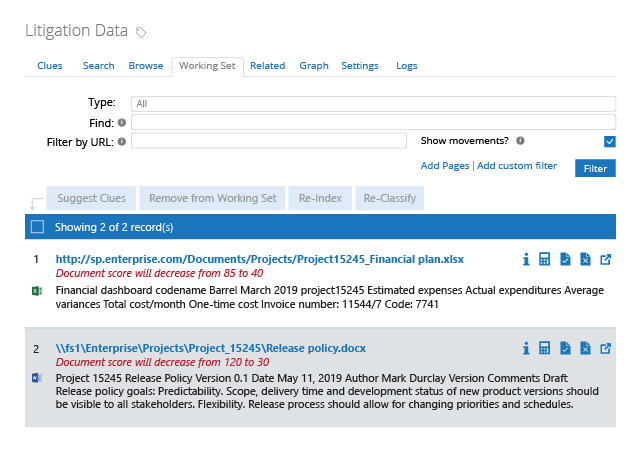 Litigation Data
Clues Search Browse Working Set Related Graph Settings Logs
Type: All
Find:
Filter by URL: Show movements?
Add Pages | Add custom filter Filter
Suggest Clues Remove from Working Set Re-Index Re-Classify
Showing 2 of 2 record(s)
1 http://sp.enterprise.com/Documents/Projects/Project15245_Financial plan.xlsx
Document score will decrease from 85 to 40
Financial dashboard codename Barrel March 2019 project15245 Estimated expenses Actual expenditures Average
variances Total cost/month One-time cost Invoice number: 11544/7 Code: 7741
2 \\fs1\Enterprise\Projects\Project_15245\Release policy.docx
Document score will decrease from 120 to 30
Project 15245 Release Policy Version 0.1 Date May 11, 2019 Author Mark Durclay Version Comments Draft
Release policy goals: Predictability. Scope, delivery time and development status of new product versions should
be visible to all stakeholders. Flexibility. Release process should allow for changing priorities and schedules.